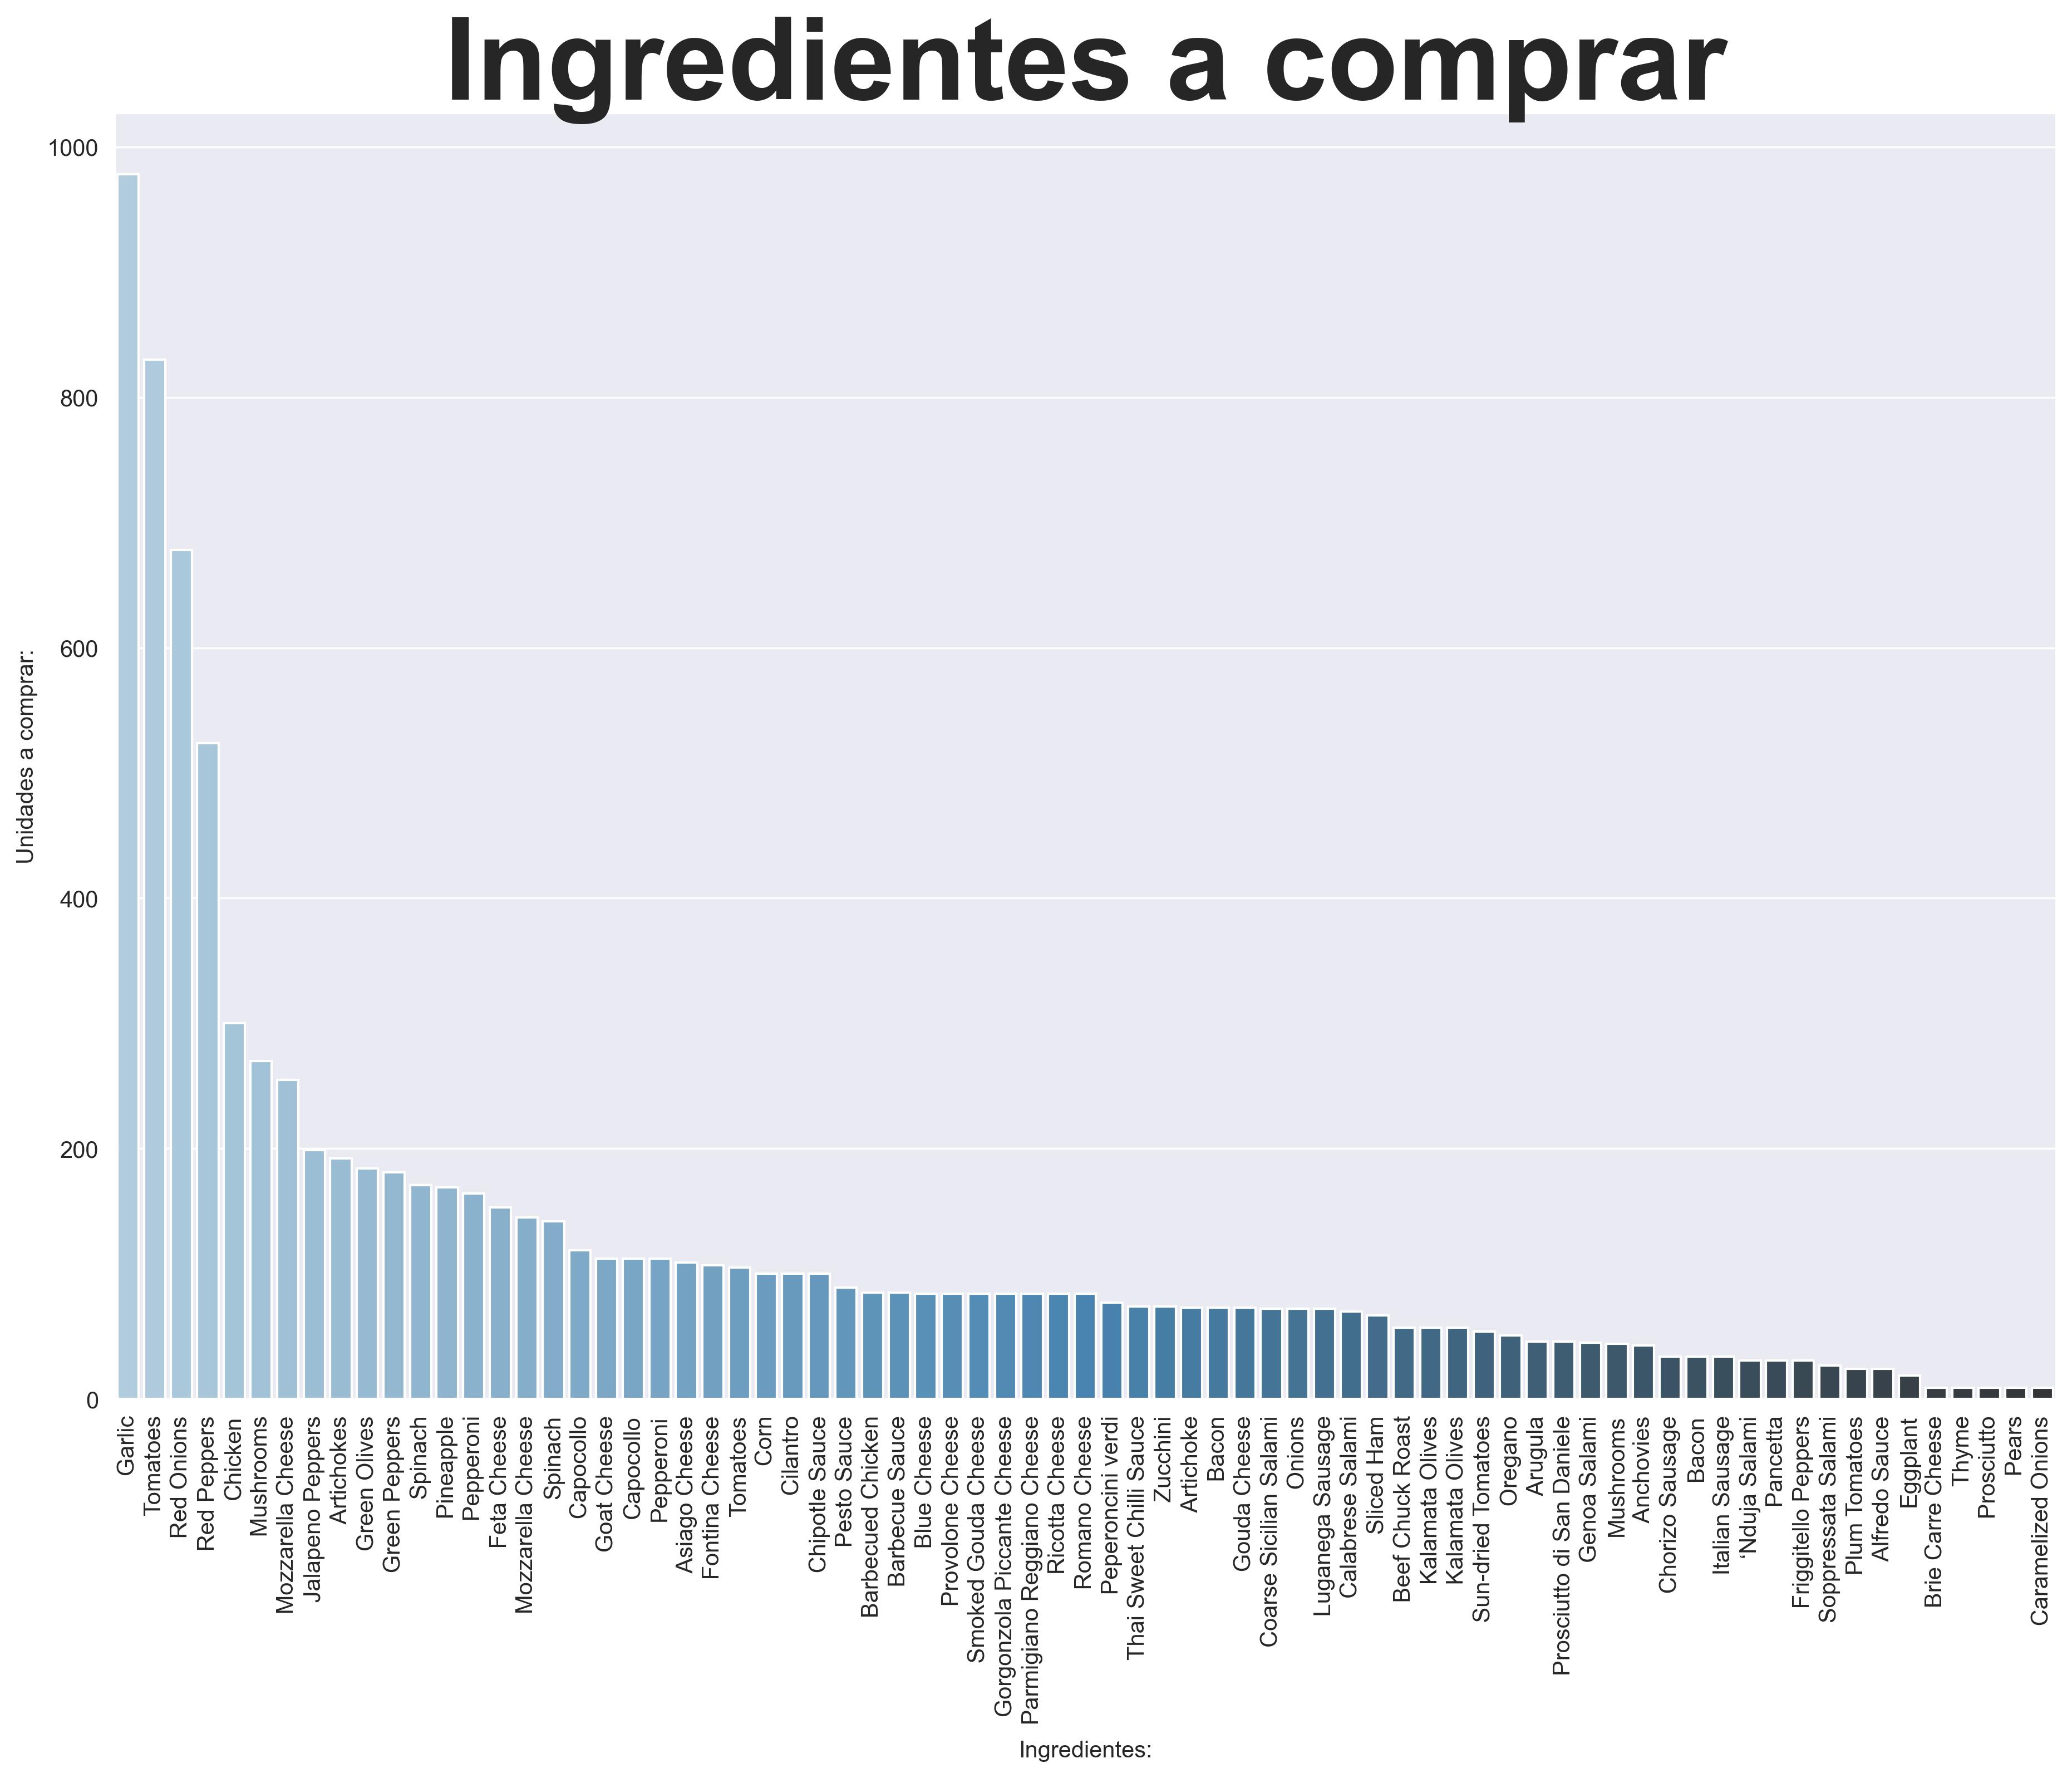 Ingredientes a comprar
1000
800
600
400
200
0
Unidades a comprar:
Garlic
Tomatoes
Red Onions
Red Peppers
Chicken
Mushrooms
Mozzarella Cheese
Jalapeno Peppers
Artichokes
Green Olives
Green Peppers
Spinach
Pineapple
Pepperoni
Feta Cheese
Mozzarella Cheese
Spinach
Capocollo
Goat Cheese
Capocollo
Pepperoni
Asiago Cheese
Fontina Cheese
Tomatoes
Corn
Cilantro
Chipotle Sauce
Pesto Sauce
Barbecued Chicken
Barbecue Sauce
Blue Cheese
Provolone Cheese
Smoked Gouda Cheese
Gorgonzola Piccante Cheese
Parmigiano Reggiano Cheese
Ricotta Cheese
Romano Cheese
Peperoncini verdi
Thai Sweet Chilli Sauce
Zucchini
Artichoke
Bacon
Gouda Cheese
Coarse Sicilian Salami
Onions
Luganega Sausage
Calabrese Salami
Sliced Ham
Beef Chuck Roast
Kalamata Olives
Kalamata Olives
Sun-dried Tomatoes
Oregano
Arugula
Prosciutto di San Daniele
Genoa Salami
Mushrooms
Anchovies
Chorizo Sausage
Bacon
Italian Sausage
‘Nduja Salami
Pancetta
Friggitello Peppers
Soppressata Salami
Plum Tomatoes
Alfredo Sauce
Eggplant
Brie Carre Cheese
Thyme
Prosciutto
Pears
Caramelized Onions
Ingredientes: